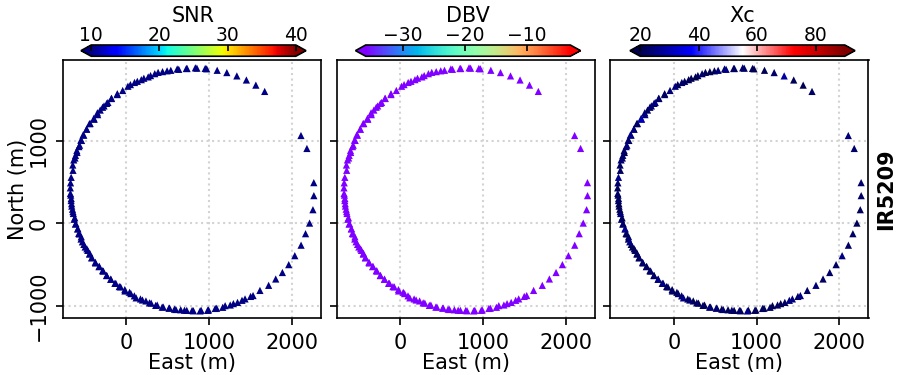 SNR DBV Xc
10 20 30 40 −30 −20 −10 20 40 60 80
North (m)
1000
0
−1000
0 1000 2000 0 1000 2000 0 1000 2000
East (m) East (m) East (m)
IR5209